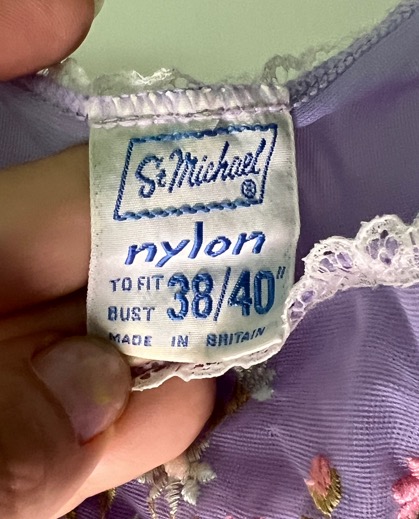 St Michael®
nylon
TO FIT
BUST 38/40"
MADE IN BRITAIN